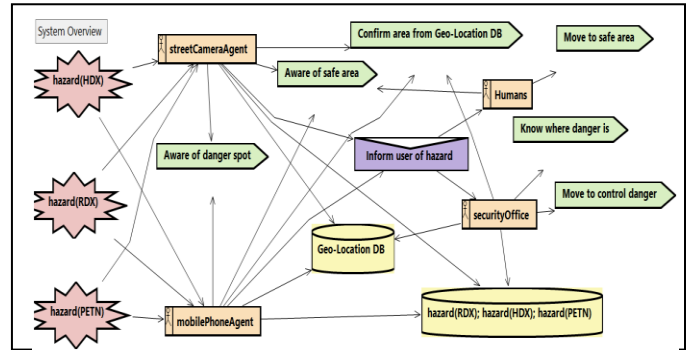 System Overview
streetCameraAgent
Confirm area from Geo-Location DB
Move to safe area
hazard(HDX)
Aware of safe area
Humans
Know where danger is
Aware of danger spot
Inform user of hazard
hazard(RDX)
Move to control danger
securityOffice
Geo-Location DB
hazard(PETN)
mobilePhoneAgent
hazard(RDX); hazard(HDX); hazard(PETN)